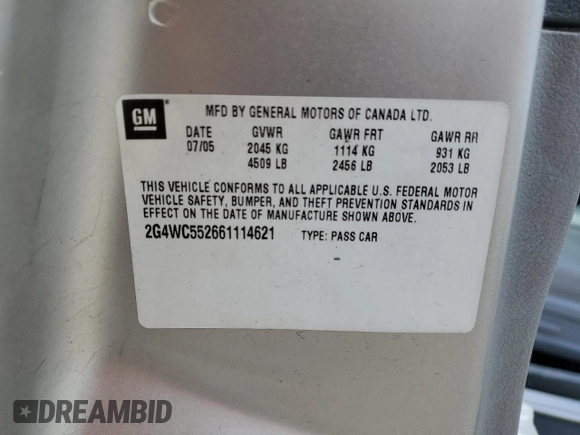 GM
MFD BY GENERAL MOTORS OF CANADA LTD.
DATE GVWR GAWR FRT GAWR RR
07/05 2045 KG 1114 KG 931 KG
4509 LB 2456 LB 2053 LB
THIS VEHICLE CONFORMS TO ALL APPLICABLE U.S. FEDERAL MOTOR
VEHICLE SAFETY, BUMPER, AND THEFT PREVENTION STANDARDS IN
EFFECT ON THE DATE OF MANUFACTURE SHOWN ABOVE.
2G4WC552661114621 TYPE: PASS CAR
DREAMBID